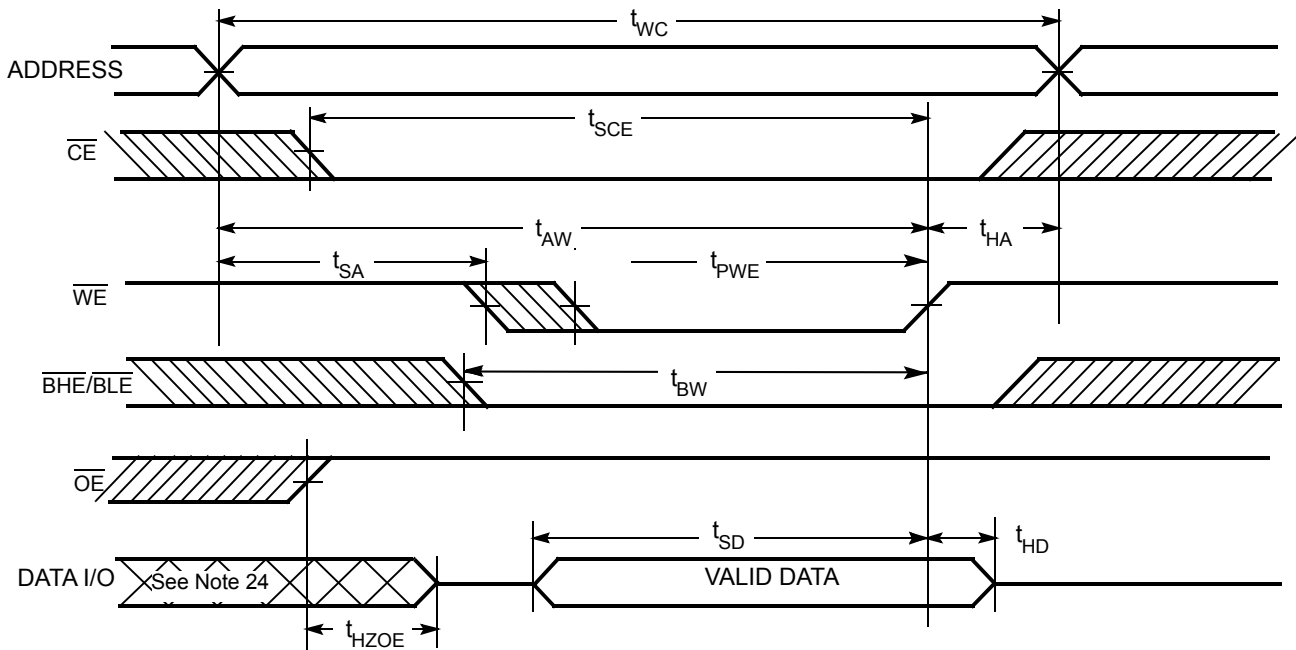 tWC
ADDRESS
tSCE
CE
tAW
tHA
tSA
tPWE
WE
BHE/BLE
tBW
OE
tSD
tHD
DATA I/O
See Note 24
VALID DATA
tHZOE